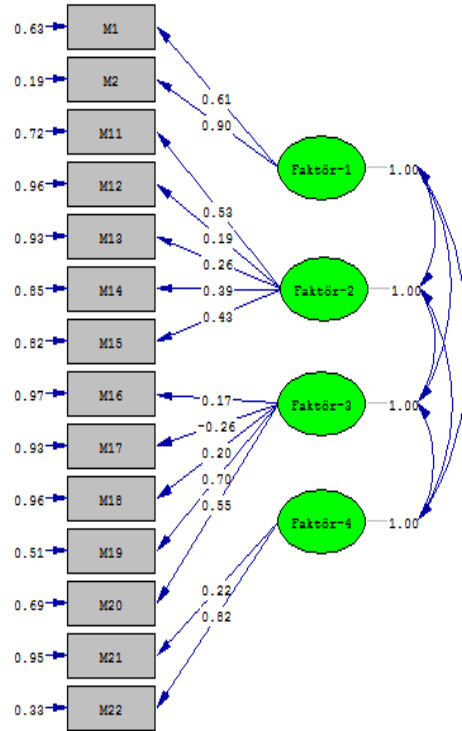 0.63 M1
0.19 M2
0.72 M11
0.96 M12
0.93 M13
0.85 M14
0.82 M15
0.97 M16
0.93 M17
0.96 M18
0.51 M19
0.69 M20
0.95 M21
0.33 M22
0.61
0.90
0.53
0.19
0.26
0.39
0.43
0.17
-0.26
0.20
0.70
0.55
0.22
0.82
Faktör-1 1.00
Faktör-2 1.00
Faktör-3 1.00
Faktör-4 1.00